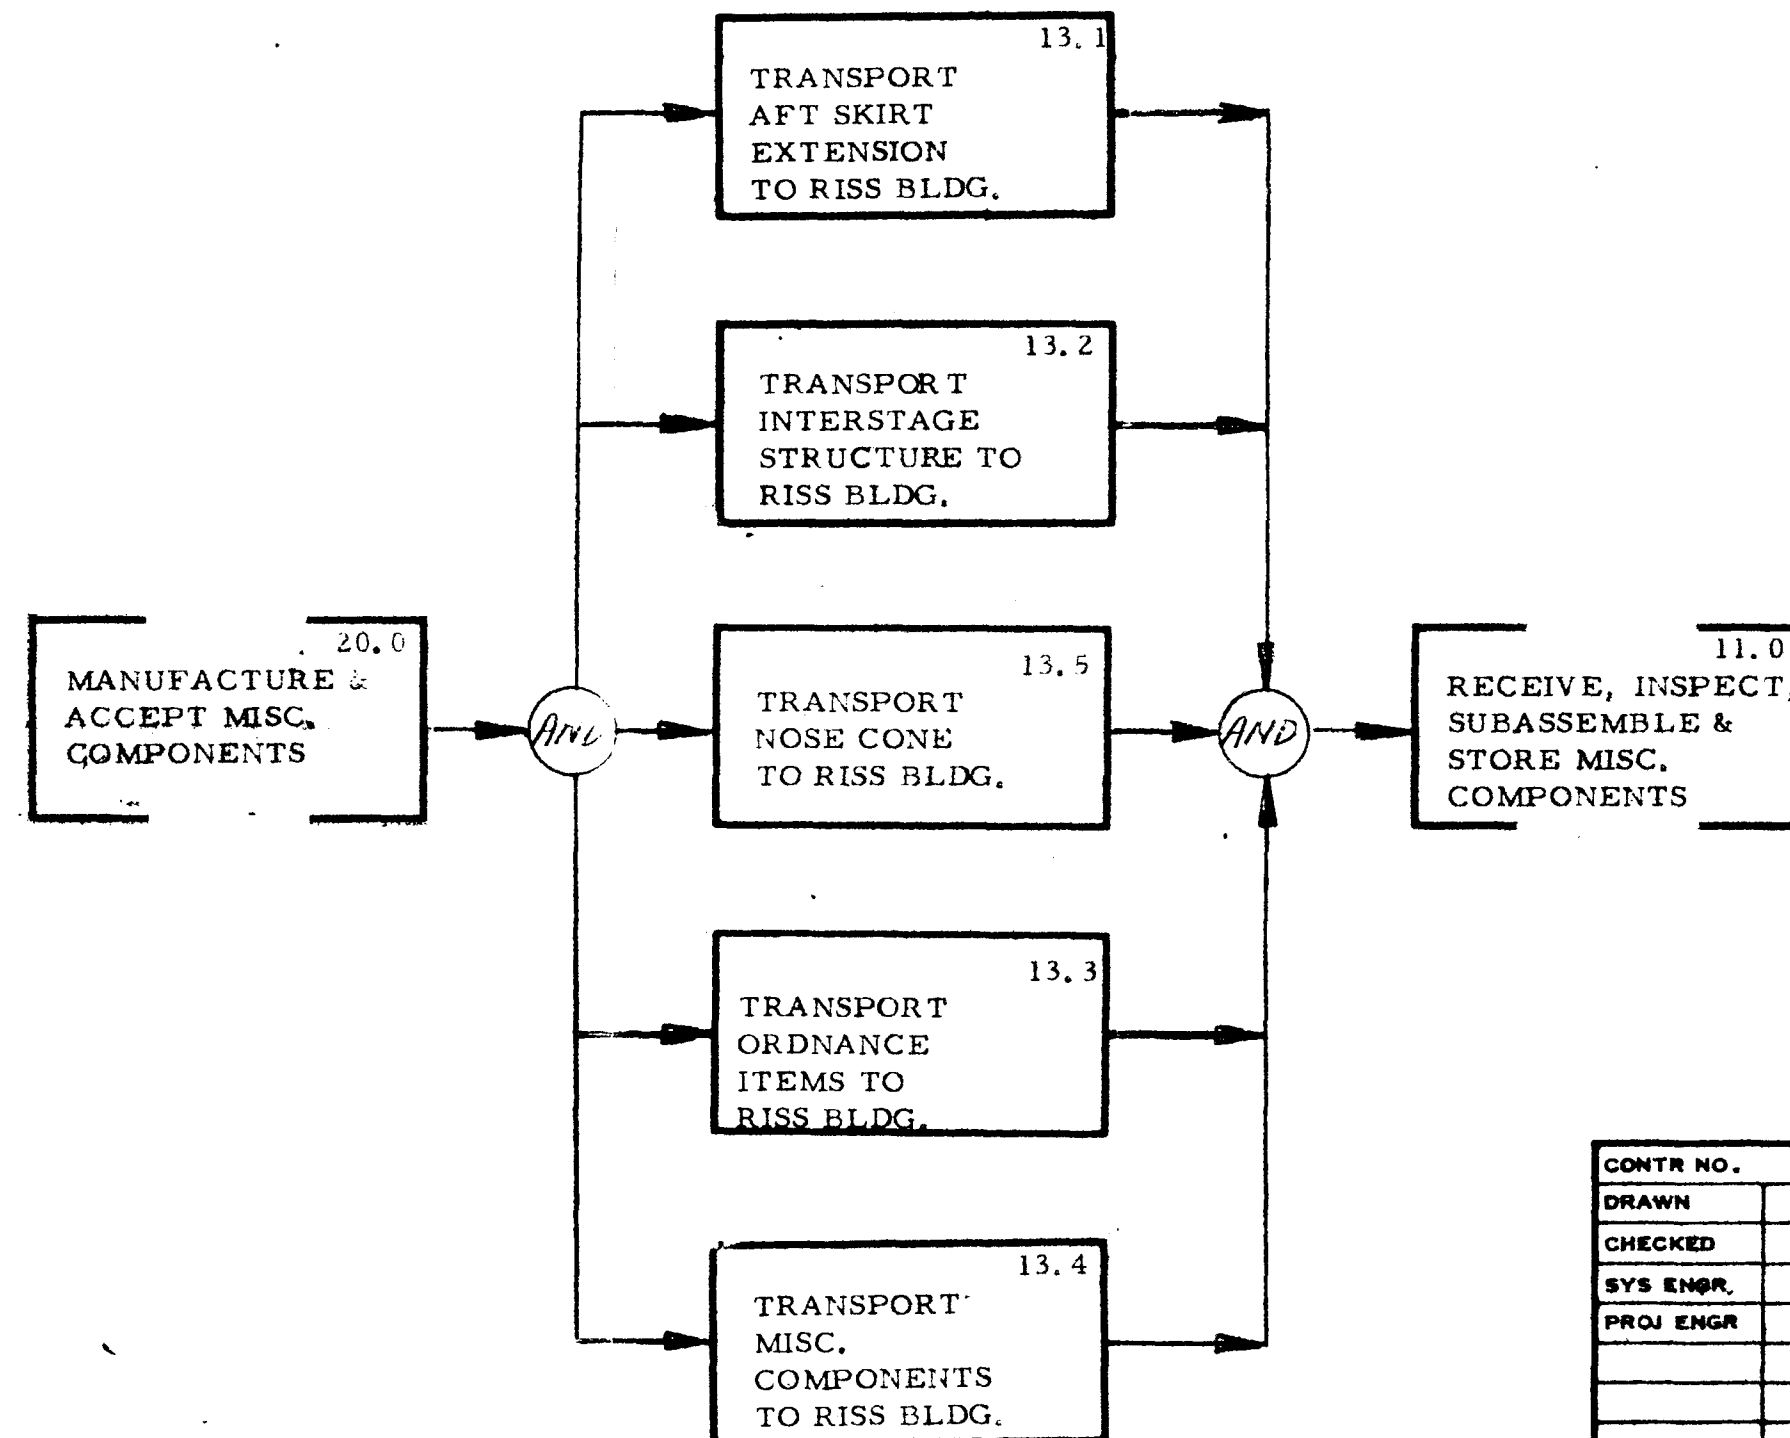 13.1
TRANSPORT
AFT SKIRT
EXTENSION
TO RISS BLDG.
13.2
TRANSPORT
INTERSTAGE
STRUCTURE TO
RISS BLDG.
20.0
MANUFACTURE &
ACCEPT MISC.
COMPONENTS
AND
13.5
TRANSPORT
NOSE CONE
TO RISS BLDG.
AND
11.0
RECEIVE, INSPECT,
SUBASSEMBLE &
STORE MISC.
COMPONENTS
13.3
TRANSPORT
ORDNANCE
ITEMS TO
RISS BLDG.
13.4
TRANSPORT
MISC.
COMPONENTS
TO RISS BLDG.
CONTR NO.
DRAWN
CHECKED
SYS ENGR.
PROJ ENGR